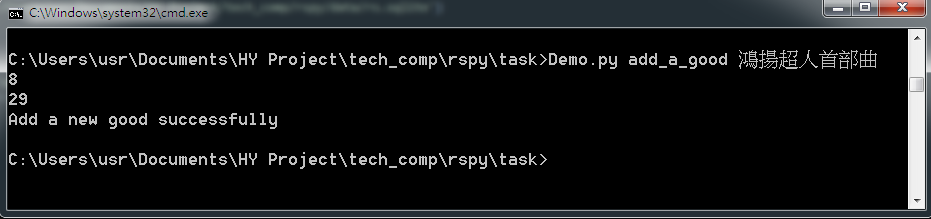 C:\Windows\system32\cmd.exe
C:\Users\usr\Documents\HY Project\tech_comp\rspy\task>Demo.py add_a_good 鴻揚超人首部曲
8
29
Add a new good successfully
C:\Users\usr\Documents\HY Project\tech_comp\rspy\task>